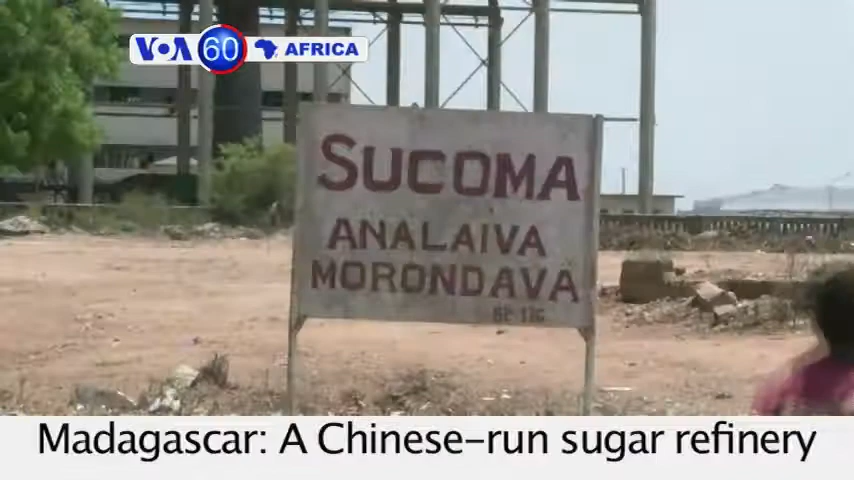 VOA 60 AFRICA
SUCOMA
ANALAIVA
MORONDAVA
Madagascar: A Chinese-run sugar refinery